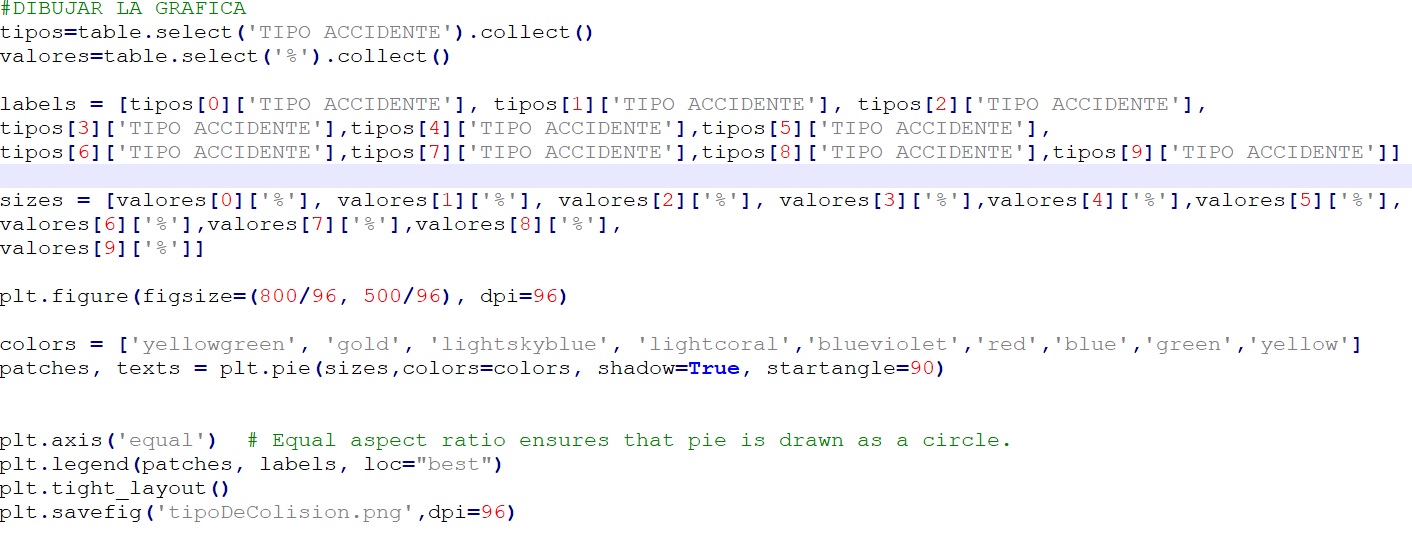 #DIBUJAR LA GRAFICA
tipos=table.select('TIPO ACCIDENTE').collect()
valores=table.select('%').collect()
labels = [tipos[0]['TIPO ACCIDENTE'], tipos[1]['TIPO ACCIDENTE'], tipos[2]['TIPO ACCIDENTE'],
tipos[3]['TIPO ACCIDENTE'],tipos[4]['TIPO ACCIDENTE'],tipos[5]['TIPO ACCIDENTE'],
tipos[6]['TIPO ACCIDENTE'],tipos[7]['TIPO ACCIDENTE'],tipos[8]['TIPO ACCIDENTE'],tipos[9]['TIPO ACCIDENTE']]
sizes = [valores[0]['%'], valores[1]['%'], valores[2]['%'], valores[3]['%'],valores[4]['%'],valores[5]['%'],
valores[6]['%'],valores[7]['%'],valores[8]['%'],
valores[9]['%']]
plt.figure(figsize=(800/96, 500/96), dpi=96)
colors = ['yellowgreen', 'gold', 'lightskyblue', 'lightcoral','blueviolet','red','blue','green','yellow']
patches, texts = plt.pie(sizes,colors=colors, shadow=True, startangle=90)
plt.axis('equal')  # Equal aspect ratio ensures that pie is drawn as a circle.
plt.legend(patches, labels, loc="best")
plt.tight_layout()
plt.savefig('tipoDeColision.png',dpi=96)